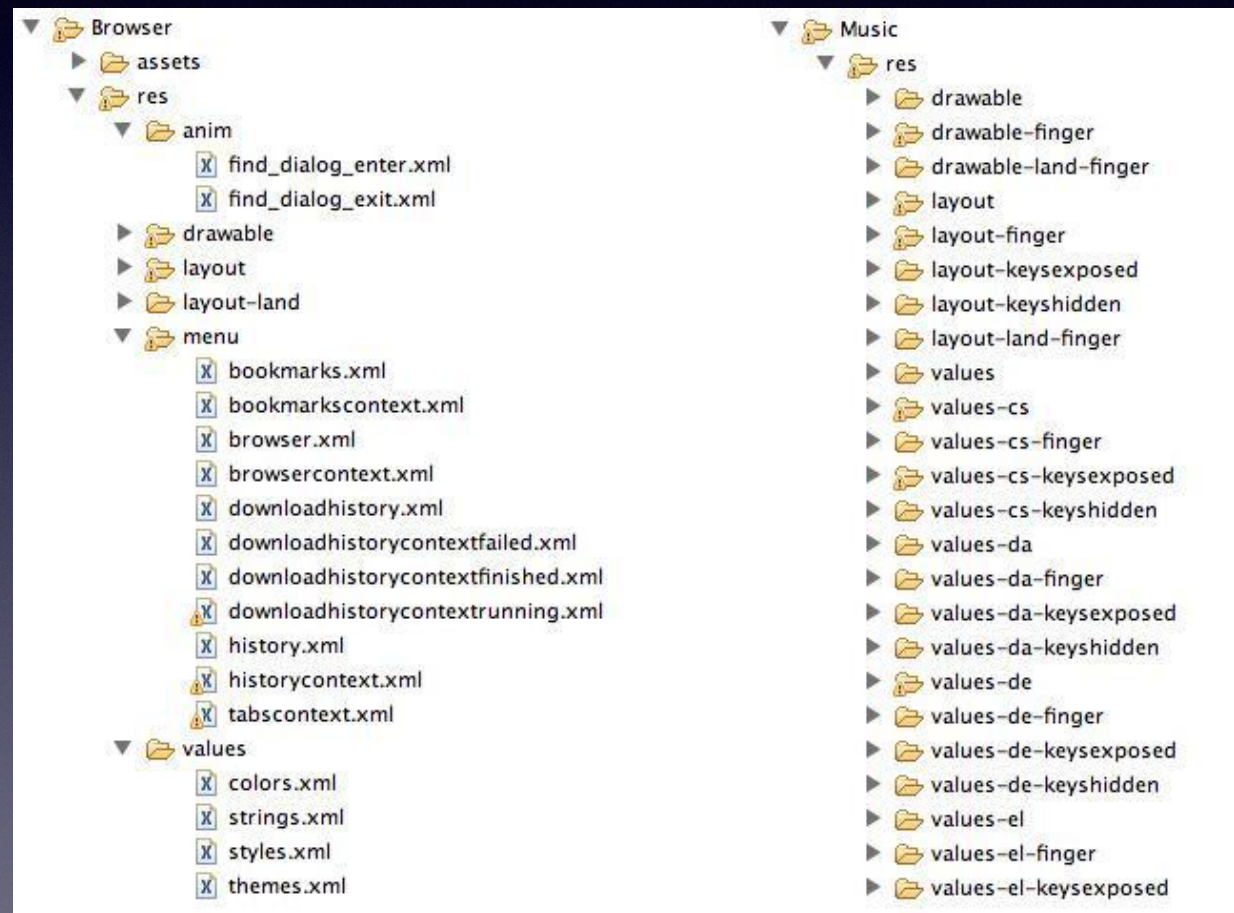 Browser
assets
res
anim
find_dialog_enter.xml
find_dialog_exit.xml
drawable
layout
layout-land
menu
bookmarks.xml
bookmarkscontext.xml
browser.xml
browsercontext.xml
downloadhistory.xml
downloadhistorycontextfailed.xml
downloadhistorycontextfinished.xml
downloadhistorycontextrunning.xml
history.xml
historycontext.xml
tabscontext.xml
values
colors.xml
strings.xml
styles.xml
themes.xml
Music
res
drawable
drawable-finger
drawable-land-finger
layout
layout-finger
layout-keysexposed
layout-keyshidden
layout-land-finger
values
values-cs
values-cs-finger
values-cs-keysexposed
values-cs-keyshidden
values-da
values-da-finger
values-da-keysexposed
values-da-keyshidden
values-de
values-de-finger
values-de-keysexposed
values-de-keyshidden
values-el
values-el-finger
values-el-keysexposed